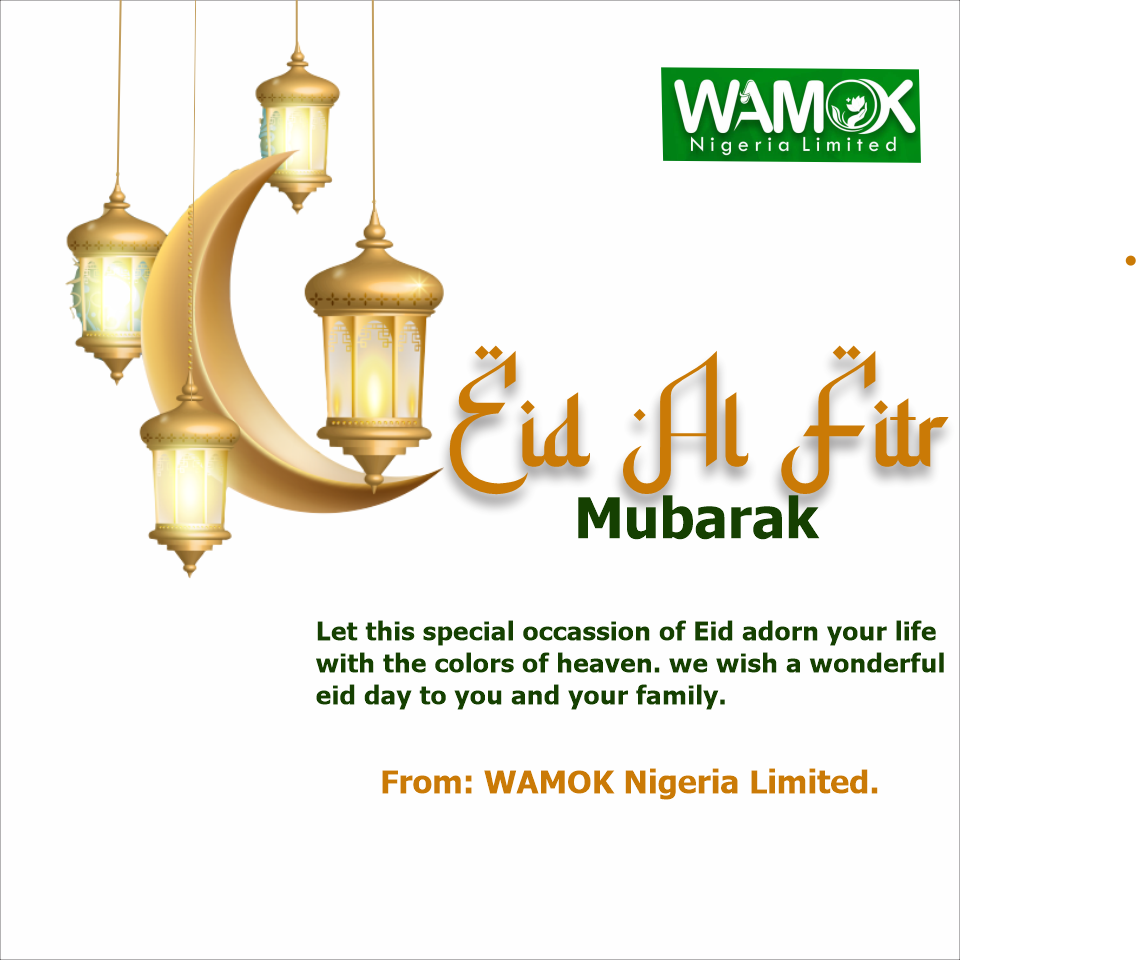 WAMOK
Nigeria Limited
Eid Al Fitr
Mubarak
Let this special occassion of Eid adorn your life
with the colors of heaven. we wish a wonderful
eid day to you and your family.
From: WAMOK Nigeria Limited.